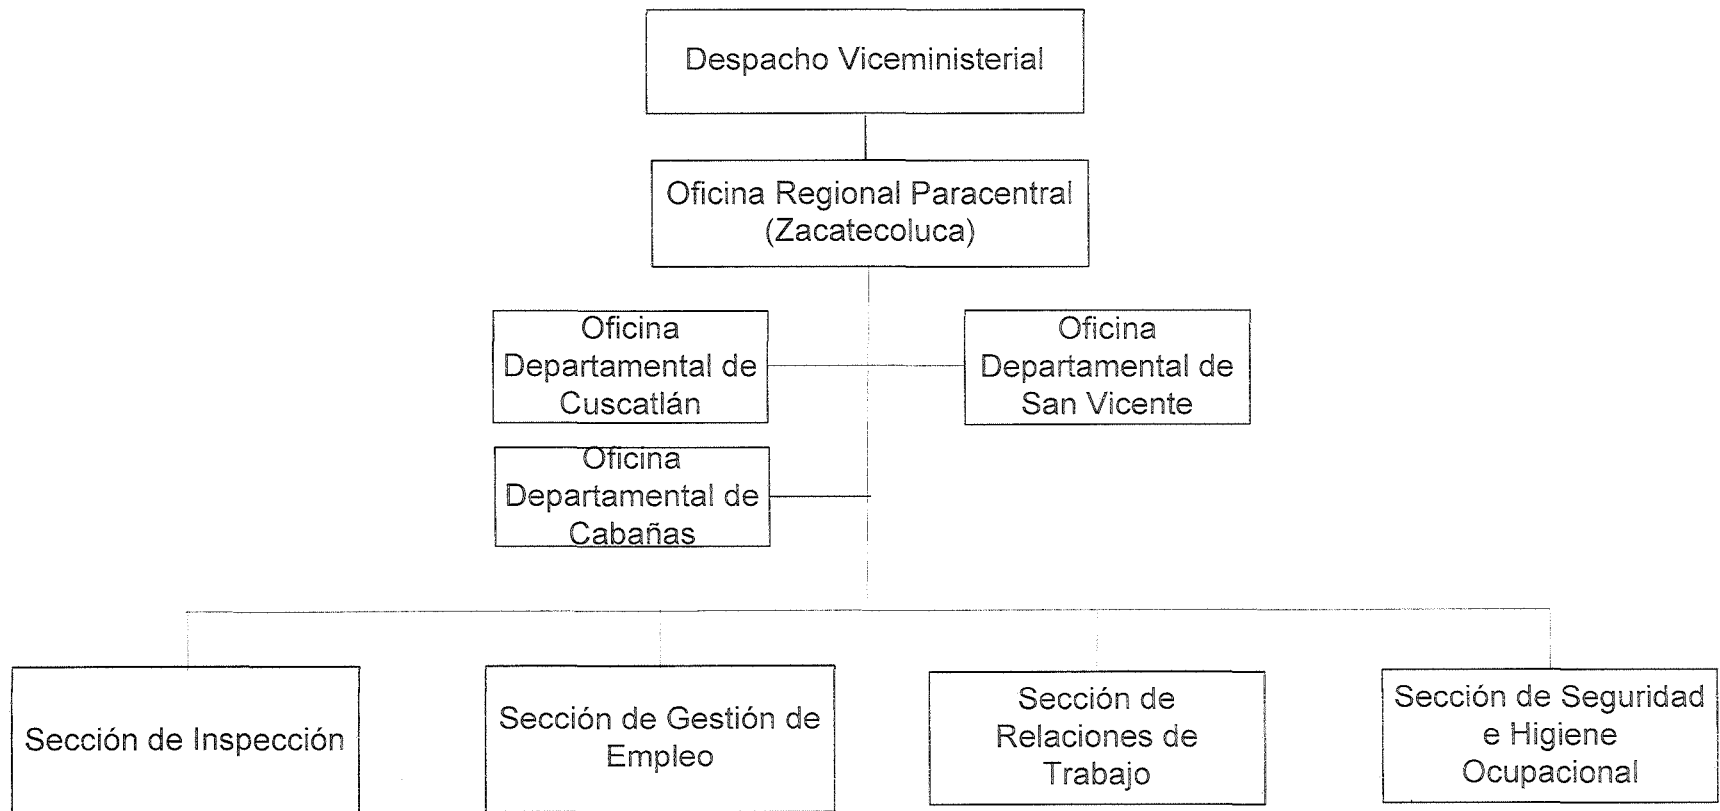 Despacho Viceministerial
Oficina Regional Paracentral
(Zacatecoluca)
Oficina
Departamental de
Cuscatlán
Oficina
Departamental de
San Vicente
Oficina
Departamental de
Cabañas
Sección de Inspección
Sección de Gestión de
Empleo
Sección de
Relaciones de
Trabajo
Sección de Seguridad
e Higiene
Ocupacional